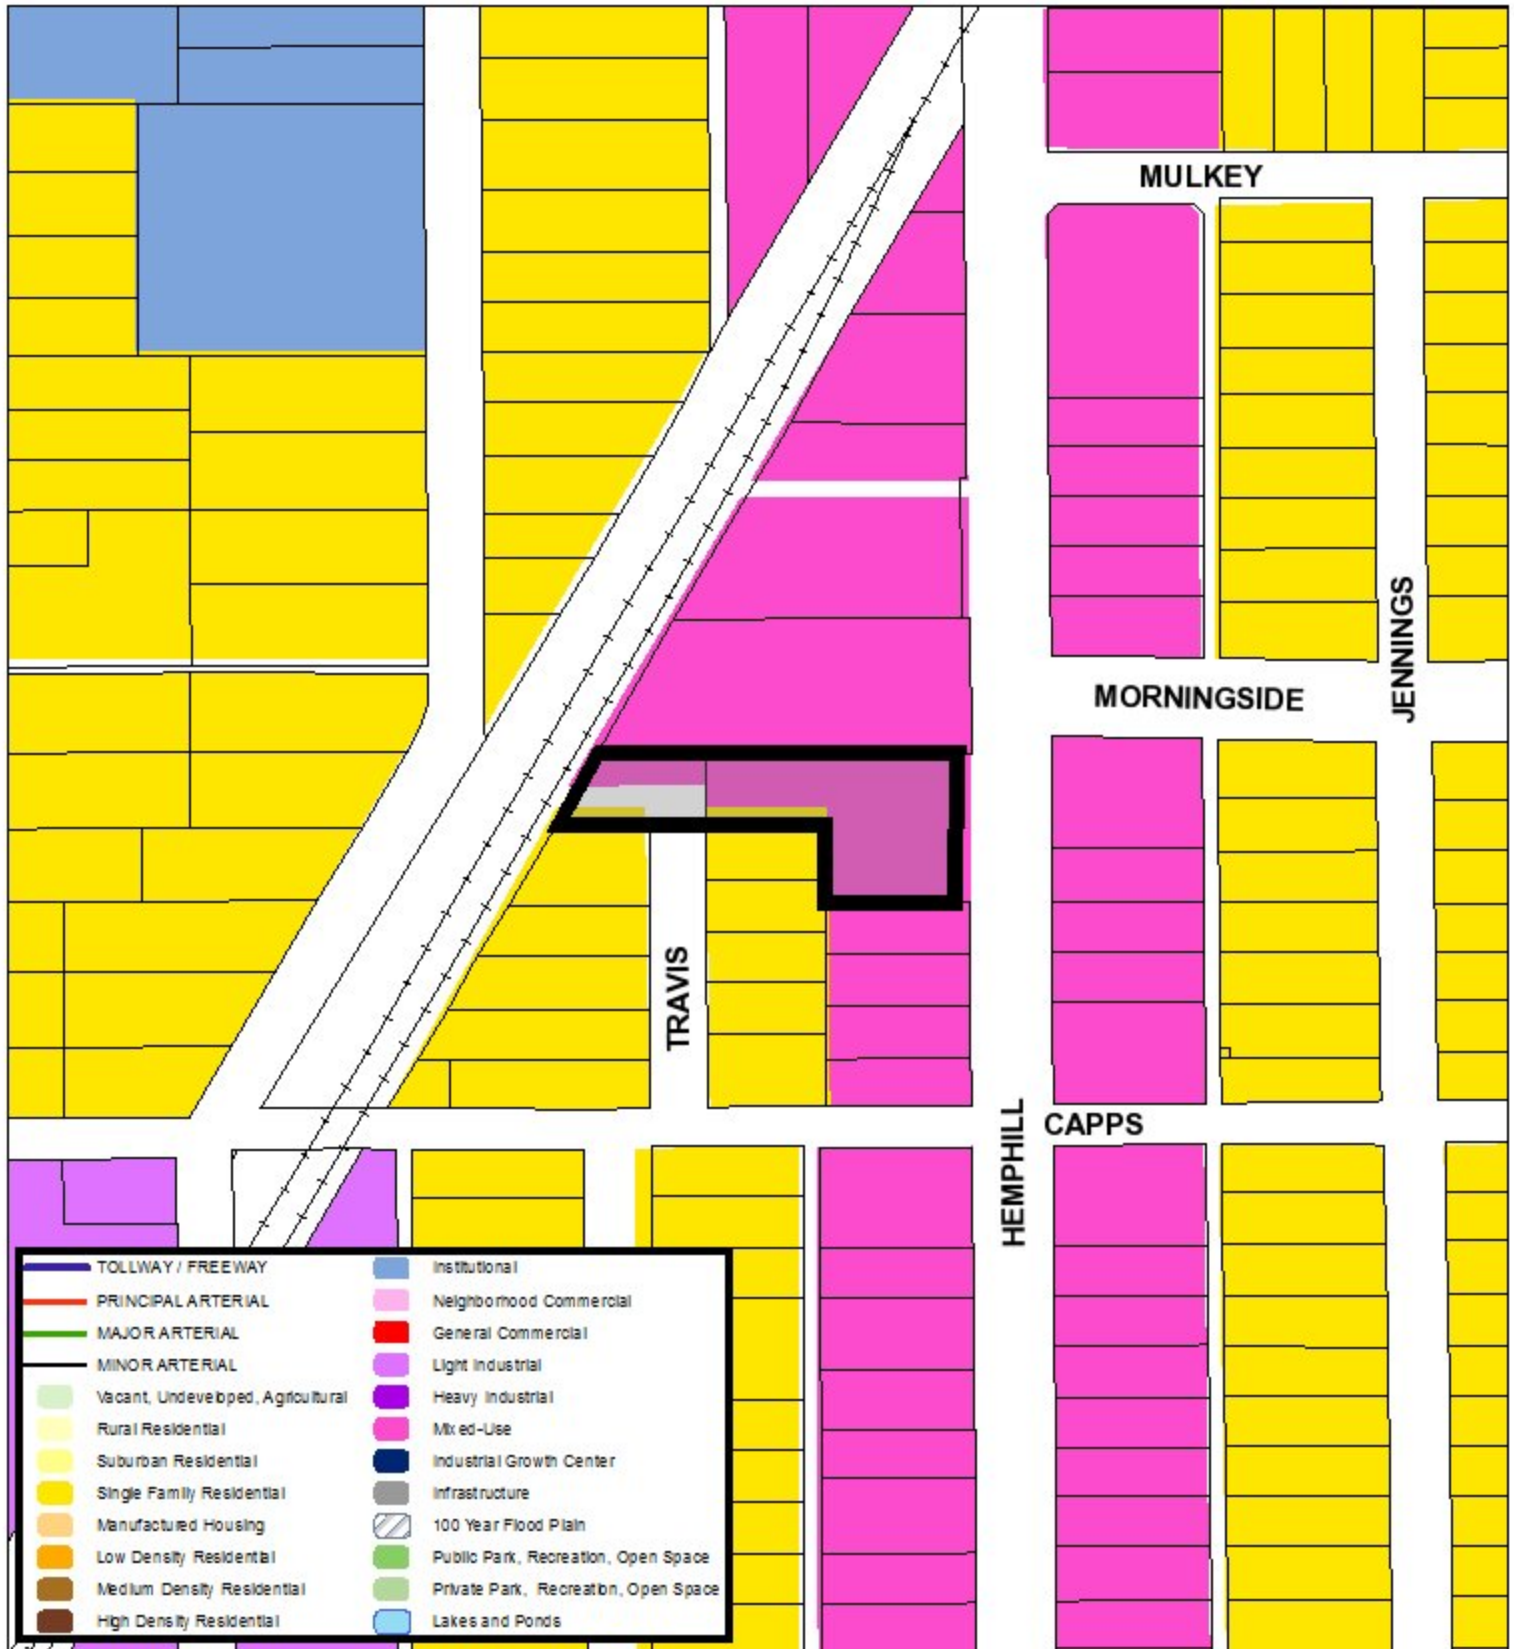 MULKEY
JENNINGS
MORNINGSIDE
TRAVIS
HEMPHILL
CAPPS
TOLLWAY / FREEWAY
PRINCIPAL ARTERIAL
MAJOR ARTERIAL
MINOR ARTERIAL
Vacant, Undeveloped, Agricultural
Rural Residential
Suburban Residential
Single Family Residential
Manufactured Housing
Low Density Residential
Medium Density Residential
High Density Residential
Institutional
Neighborhood Commercial
General Commercial
Light Industrial
Heavy Industrial
Mixed-Use
Industrial Growth Center
Infrastructure
100 Year Flood Plain
Public Park, Recreation, Open Space
Private Park, Recreation, Open Space
Lakes and Ponds